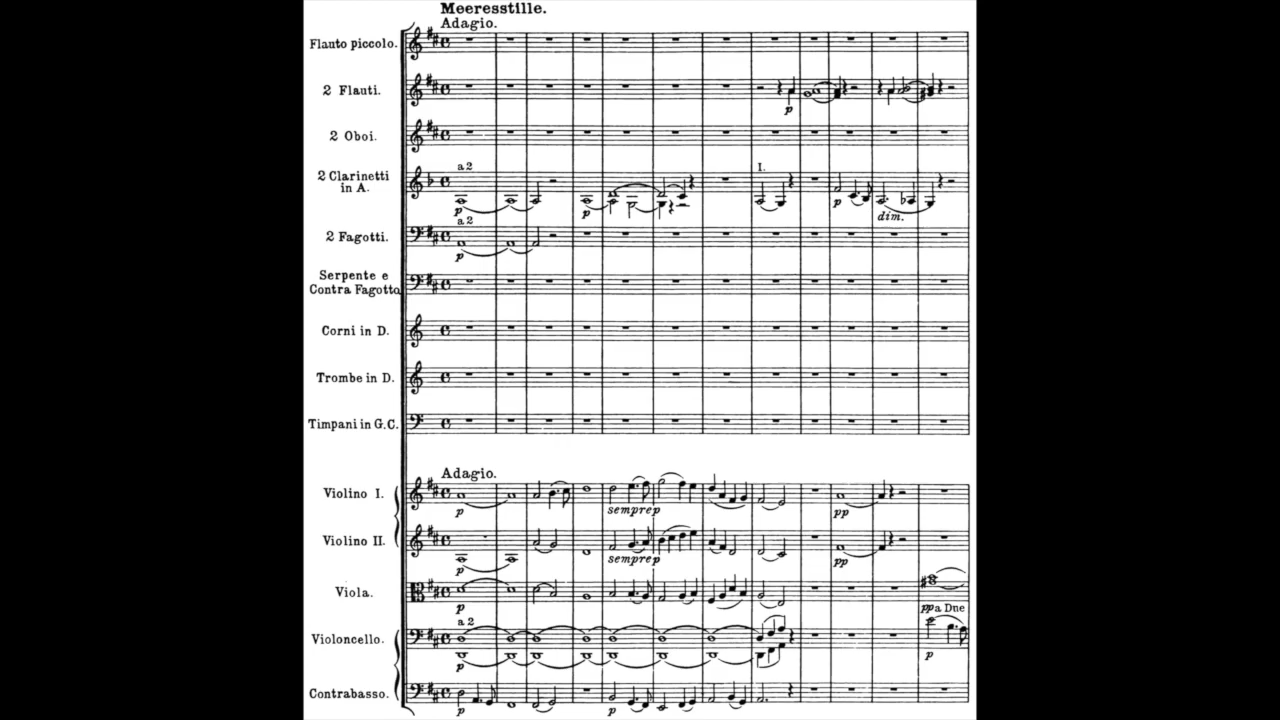 Meeresstille.
Adagio.
Flauto piccolo.
2 Flauti.
p
2 Oboi.
a 2
I.
2 Clarinetti
in A.
p
p
p
dim.
a 2
2 Fagotti.
p
Serpente e
Contra Fagotto
Corni in D.
Trombe in D.
Timpani in G.C.
Adagio.
Violino I.
p
sempre p
pp
Violino II.
p
sempre p
pp
Viola.
p
pp a Due
a 2
Violoncello.
p
p
Contrabasso.
p
p